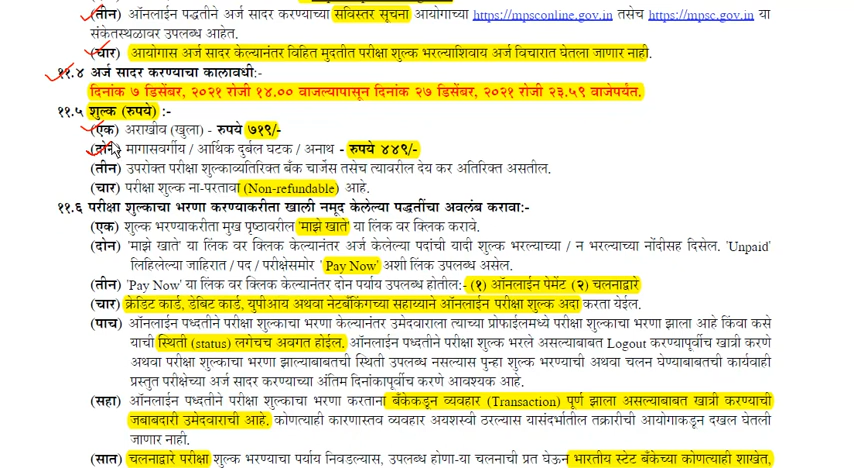 (तीन) ऑनलाईन पद्धतीने अर्ज सादर करण्याच्या सविस्तर सूचना आयोगाच्या https://mpsconline.gov.in तसेच https://mpsc.gov.in या
संकेतस्थळावर उपलब्ध आहेत.
(चार) आयोगास अर्ज सादर केल्यानंतर विहित मुदतीत परीक्षा शुल्क भरल्याशिवाय अर्ज विचारात घेतला जाणार नाही.
११.४ अर्ज सादर करण्याचा कालावधी:-
दिनांक ७ डिसेंबर, २०२१ रोजी १४.०० वाजल्यापासून दिनांक २७ डिसेंबर, २०२१ रोजी २३.५९ वाजेपर्यंत.
११.५ शुल्क (रुपये) :-
(एक) अराखीव (खुला) - रुपये ७१९/-
(दोन) मागासवर्गीय / आर्थिक दुर्बल घटक / अनाथ - रुपये ४४९/-
(तीन) उपरोक्त परीक्षा शुल्काव्यतिरिक्त बँक चार्जेस तसेच त्यावरील देय कर अतिरिक्त असतील.
(चार) परीक्षा शुल्क ना-परतावा (Non-refundable) आहे.
११.६ परीक्षा शुल्काचा भरणा करण्याकरीता खाली नमूद केलेल्या पद्धतींचा अवलंब करावा:-
(एक) शुल्क भरण्याकरीता मुख पृष्ठावरील 'माझे खाते' या लिंक वर क्लिक करावे.
(दोन) 'माझे खाते' या लिंक वर क्लिक केल्यानंतर अर्ज केलेल्या पदांची यादी शुल्क भरल्याच्या / न भरल्याच्या नोंदीसह दिसेल. 'Unpaid'
लिहिलेल्या जाहिरात / पद / परीक्षेसमोर ' Pay Now' अशी लिंक उपलब्ध असेल.
(तीन) 'Pay Now' या लिंक वर क्लिक केल्यानंतर दोन पर्याय उपलब्ध होतील:- (१) ऑनलाईन पेमेंट (२) चलनाद्वारे
(चार) क्रेडिट कार्ड, डेबिट कार्ड, यूपीआय अथवा नेटबँकिंगच्या सहाय्याने ऑनलाईन परीक्षा शुल्क अदा करता येईल.
(पाच) ऑनलाईन पध्दतीने परीक्षा शुल्काचा भरणा केल्यानंतर उमेदवाराला त्याच्या प्रोफाईलमध्ये परीक्षा शुल्काचा भरणा झाला आहे किंवा कसे
याची स्थिती (status) लगेचच अवगत होईल. ऑनलाईन पध्दतीने परीक्षा शुल्क भरले असल्याबाबत Logout करण्यापूर्वीच खात्री करणे
अथवा परीक्षा शुल्काचा भरणा झाल्याबाबतची स्थिती उपलब्ध नसल्यास पुन्हा शुल्क भरण्याची अथवा चलन घेण्याबाबतची कार्यवाही
प्रस्तुत परीक्षेच्या अर्ज सादर करण्याच्या अंतिम दिनांकापूर्वीच करणे आवश्यक आहे.
(सहा) ऑनलाईन पध्दतीने परीक्षा शुल्काचा भरणा करताना बँकेकडून व्यवहार (Transaction) पूर्ण झाला असल्याबाबत खात्री करण्याची
जबाबदारी उमेदवाराची आहे. कोणत्याही कारणास्तव व्यवहार अयशस्वी ठरल्यास यासंदर्भातील तक्रारीची आयोगाकडून दखल घेतली
जाणार नाही.
(सात) चलनाद्वारे परीक्षा शुल्क भरण्याचा पर्याय निवडल्यास, उपलब्ध होणा-या चलनाची प्रत घेऊन भारतीय स्टेट बँकेच्या कोणत्याही शाखेत,